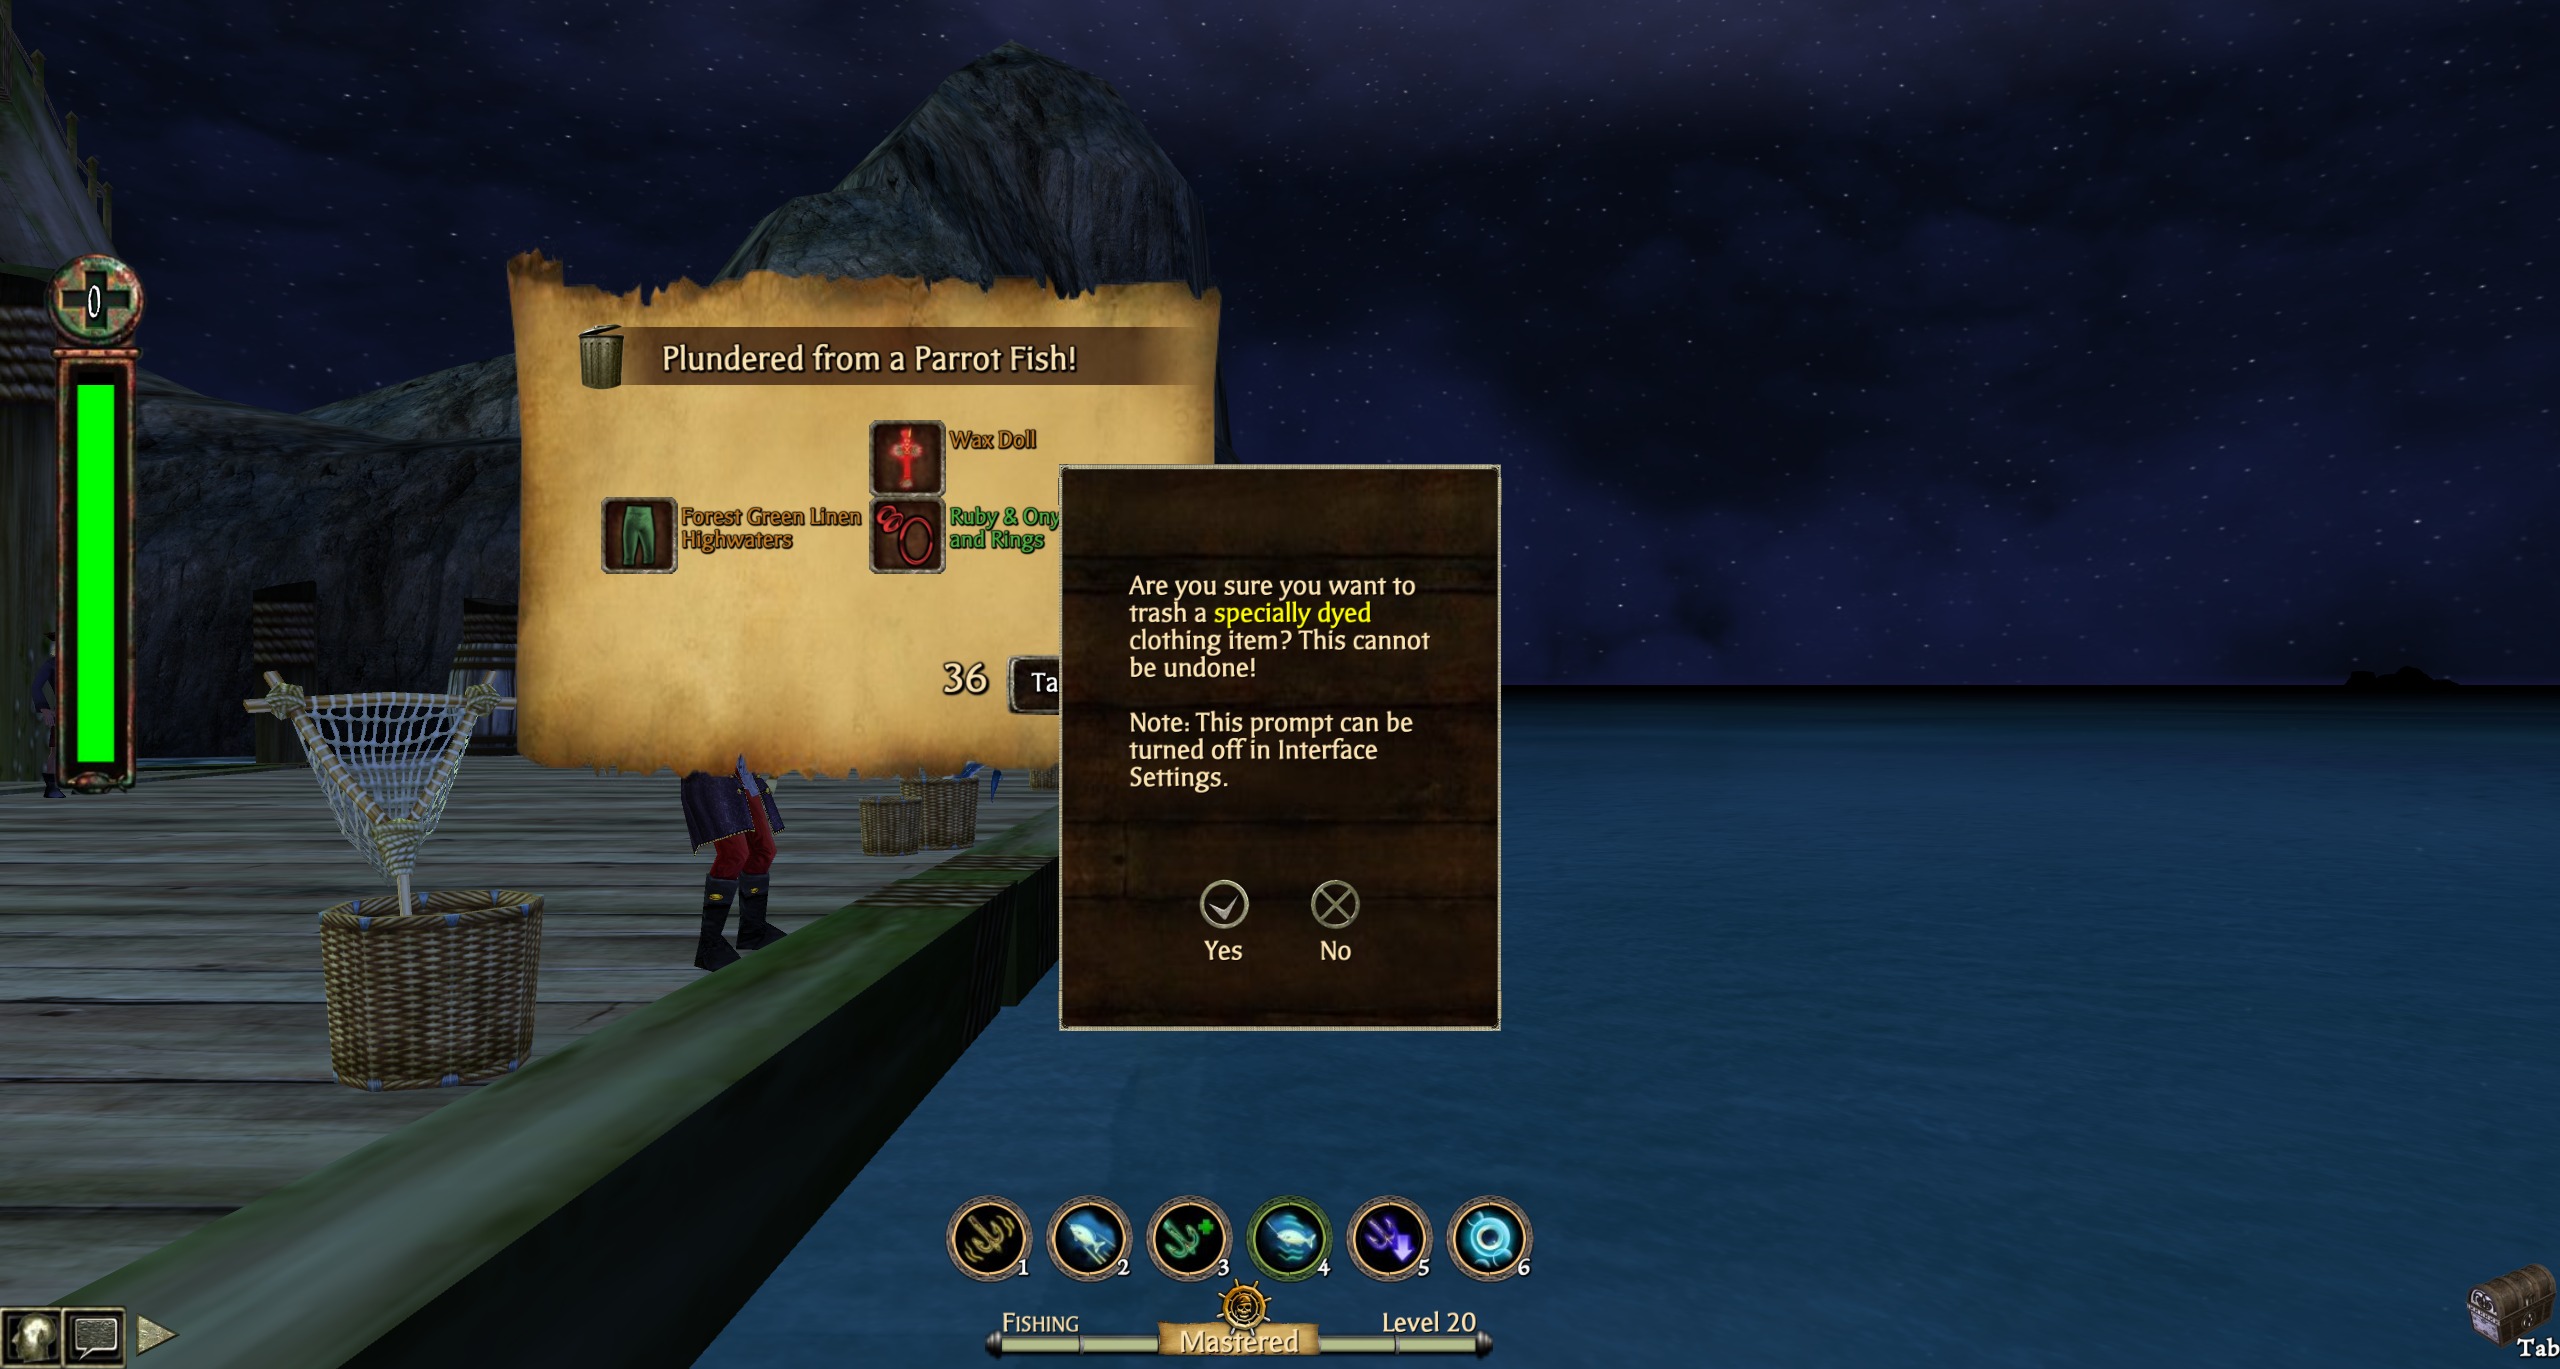 0
Plundered from a Parrot Fish!
Wax Doll
Forest Green Linen
Highwaters
Ruby & Ony
and Rings
36
Ta
Are you sure you want to
trash a specially dyed
clothing item? This cannot
be undone!
Note: This prompt can be
turned off in Interface
Settings.
Yes
No
1
2
3
4
5
6
FISHING
Mastered
Level 20
Tab